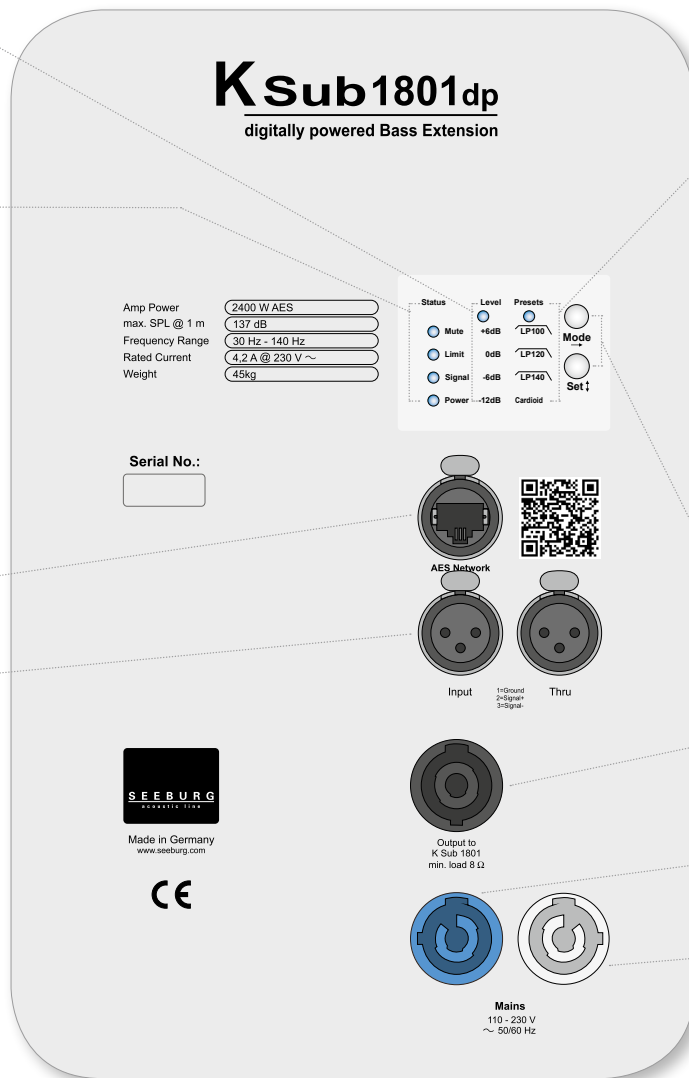 K Sub 1801 dp
digitally powered Bass Extension
Amp Power 2400 W AES
max. SPL @ 1 m 137 dB
Frequency Range 30 Hz - 140 Hz
Rated Current 4,2 A @ 230 V ～
Weight 45kg
Status Level Presets
Mute +6dB LP100
Limit 0dB LP120
Signal -6dB LP140
Power -12dB Cardioid
Mode
→
Set ↕
Serial No.:
AES Network
Input
1=Ground
2=Signal+
3=Signal-
Thru
SEEBURG
acoustic line
Made in Germany
www.seeburg.com
CE
Output to
K Sub 1801
min. load 8 Ω
Mains
110 - 230 V
～ 50/60 Hz